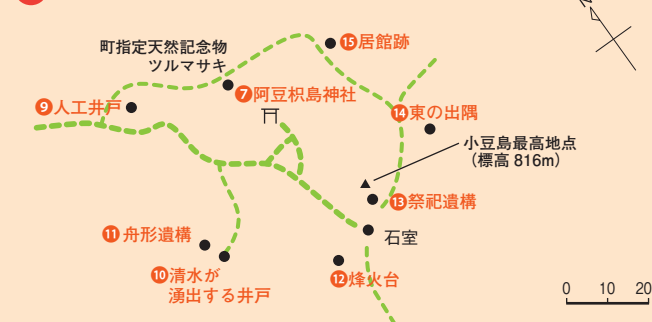 町指定天然記念物
ツルマサキ
⑮居館跡
⑨人工井戸
⑦阿豆枳島神社
⑭東の出隅
小豆島最高地点
（標高 816m）
⑬祭祀遺構
⑪舟形遺構
石室
⑩清水が
湧出する井戸
⑫烽火台
0 10 20